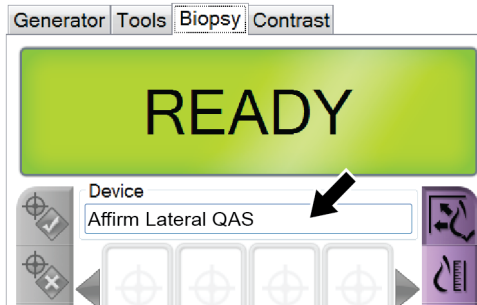 Generator Tools Biopsy Contrast
READY
Device
Affirm Lateral QAS